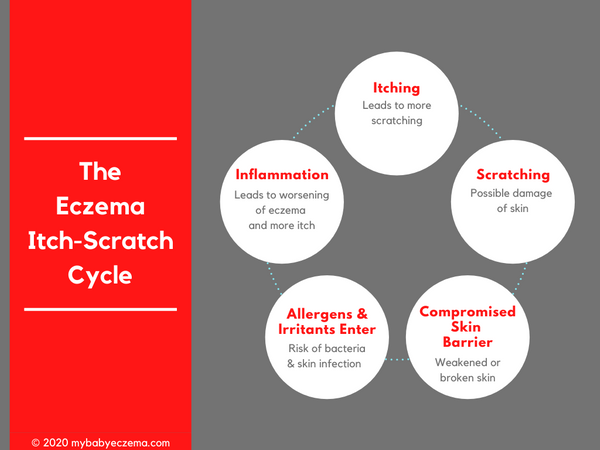 The
Eczema
Itch-Scratch
Cycle
© 2020 mybabyeczema.com
Itching
Leads to more
scratching
Scratching
Possible damage
of skin
Compromised
Skin
Barrier
Weakened or
broken skin
Allergens &
Irritants Enter
Risk of bacteria
& skin infection
Inflammation
Leads to worsening
of eczema
and more itch